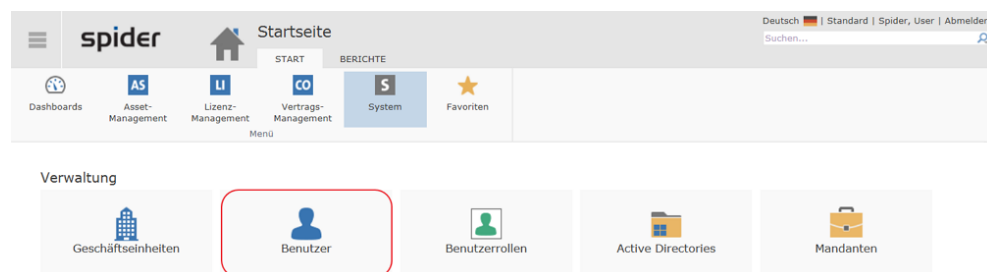 Deutsch | Standard | Spider, User | Abmelden
spider
Startseite
Suchen...
START BERICHTE
AS LI CO S
Dashboards Asset-Management Lizenz-Management Vertrags-Management System Favoriten
Menü
Verwaltung
Geschäftseinheiten Benutzer Benutzerrollen Active Directories Mandanten